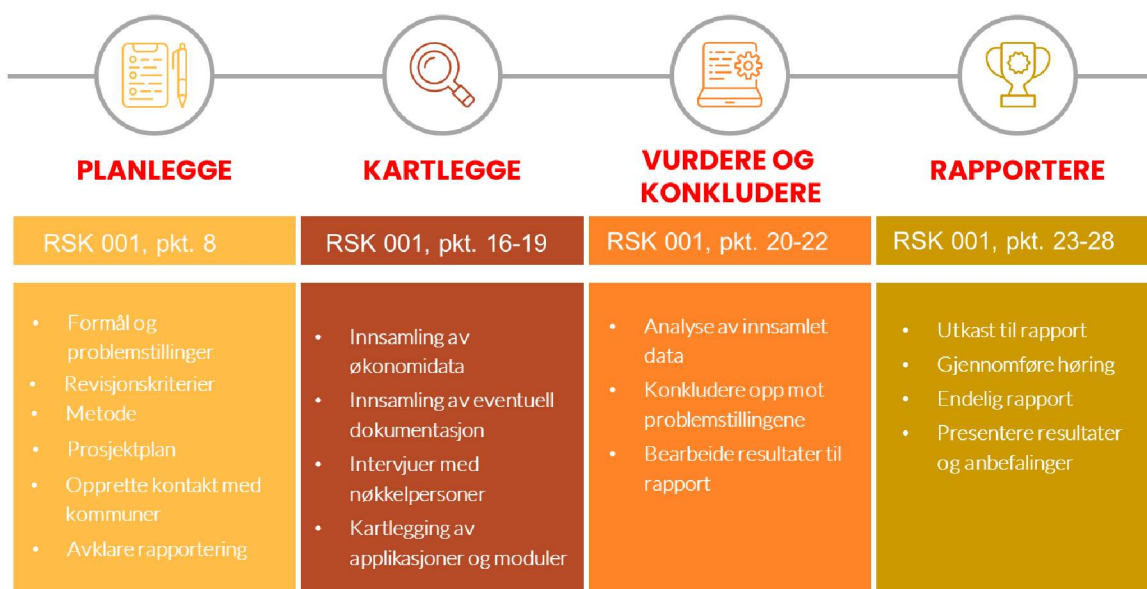 PLANLEGGE
RSK 001, pkt. 8
• Formål og
problemstillinger
• Revisjonskriterier
• Metode
• Prosjektplan
• Opprette kontakt med
kommuner
• Avklare rapportering
KARTLEGGE
RSK 001, pkt. 16-19
• Innsamling av
økonomidata
• Innsamling av eventuell
dokumentasjon
• Intervjuer med
nøkkelpersoner
• Kartlegging av
applikasjoner og moduler
VURDERE OG
KONKLUDERE
RSK 001, pkt. 20-22
• Analyse av innsamlet
data
• Konkludere opp mot
problemstillingene
• Bearbeide resultater til
rapport
RAPPORTERE
RSK 001, pkt. 23-28
• Utkast til rapport
• Gjennomføre høring
• Endelig rapport
• Presentere resultater
og anbefalinger